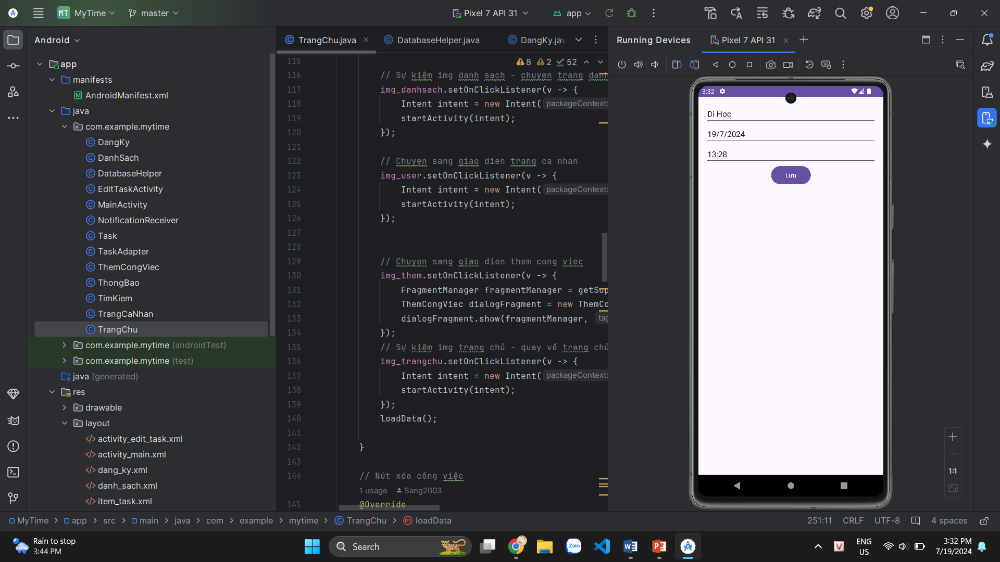 MT MyTime master Pixel 7 API 31 app
Android
app
manifests
AndroidManifest.xml
java
com.example.mytime
DangKy
DanhSach
DatabaseHelper
EditTaskActivity
MainActivity
NotificationReceiver
Task
TaskAdapter
ThemCongViec
ThongBao
TimKiem
TrangCaNhan
TrangChu
com.example.mytime (androidTest)
com.example.mytime (test)
java (generated)
res
drawable
layout
activity_edit_task.xml
activity_main.xml
dang_ky.xml
danh_sach.xml
item_task.xml
TrangChu.java DatabaseHelper.java DangKy.jav
8 2 52
115
116 // Sự kiệm img danh sach - chuyen trang danh
117 img_danhsach.setOnClickListener(v -> {
118 Intent intent = new Intent( packageContext:
119 startActivity(intent);
120 });
121
122 // Chuyen sang giao dien trang ca nhan
123 img_user.setOnClickListener(v -> {
124 Intent intent = new Intent( packageContext:
125 startActivity(intent);
126 });
127
128
129 // Chuyen sang giao dien them cong viec
130 img_them.setOnClickListener(v -> {
131 FragmentManager fragmentManager = getSup
132 ThemCongViec dialogFragment = new ThemCo
133 dialogFragment.show(fragmentManager, tag
134 });
135 // Sự kiệm img trang chủ - quay về trang chủ
136 img_trangchu.setOnClickListener(v -> {
137 Intent intent = new Intent( packageContext:
138 startActivity(intent);
139 });
140 loadData();
141
142 }
143
144 // Nút xóa công việc
1 usage Sang2003
145 @Override
Running Devices Pixel 7 API 31
3:32
Di Hoc
19/7/2024
13:28
Lưu
1:1
MyTime > app > src > main > java > com > example > mytime > TrangChu > loadData
251:11 CRLF UTF-8 4 spaces
Rain to stop
3:44 PM
Search
Zalo
ENG
US
3:32 PM
7/19/2024